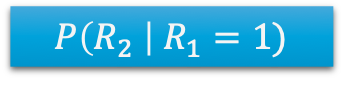 P(R₂ | R₁ = 1)